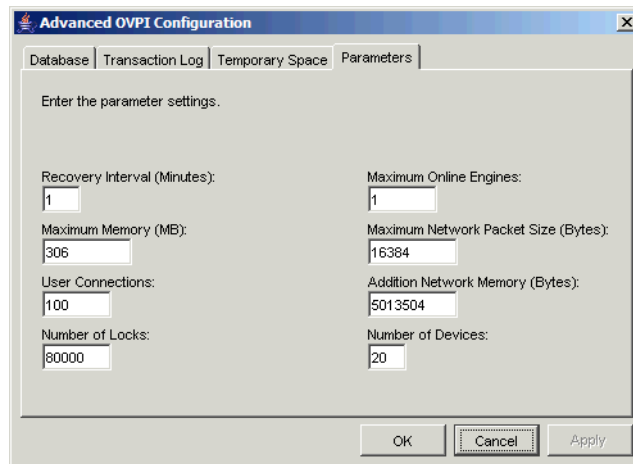 Advanced OVPI Configuration
Database
Transaction Log
Temporary Space
Parameters
Enter the parameter settings.
Recovery Interval (Minutes):
1
Maximum Memory (MB):
306
User Connections:
100
Number of Locks:
80000
Maximum Online Engines:
1
Maximum Network Packet Size (Bytes):
16384
Addition Network Memory (Bytes):
5013504
Number of Devices:
20
OK
Cancel
Apply